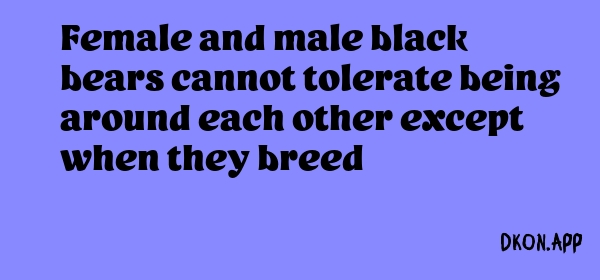 Female and male black
bears cannot tolerate being
around each other except
when they breed
DKON.APP